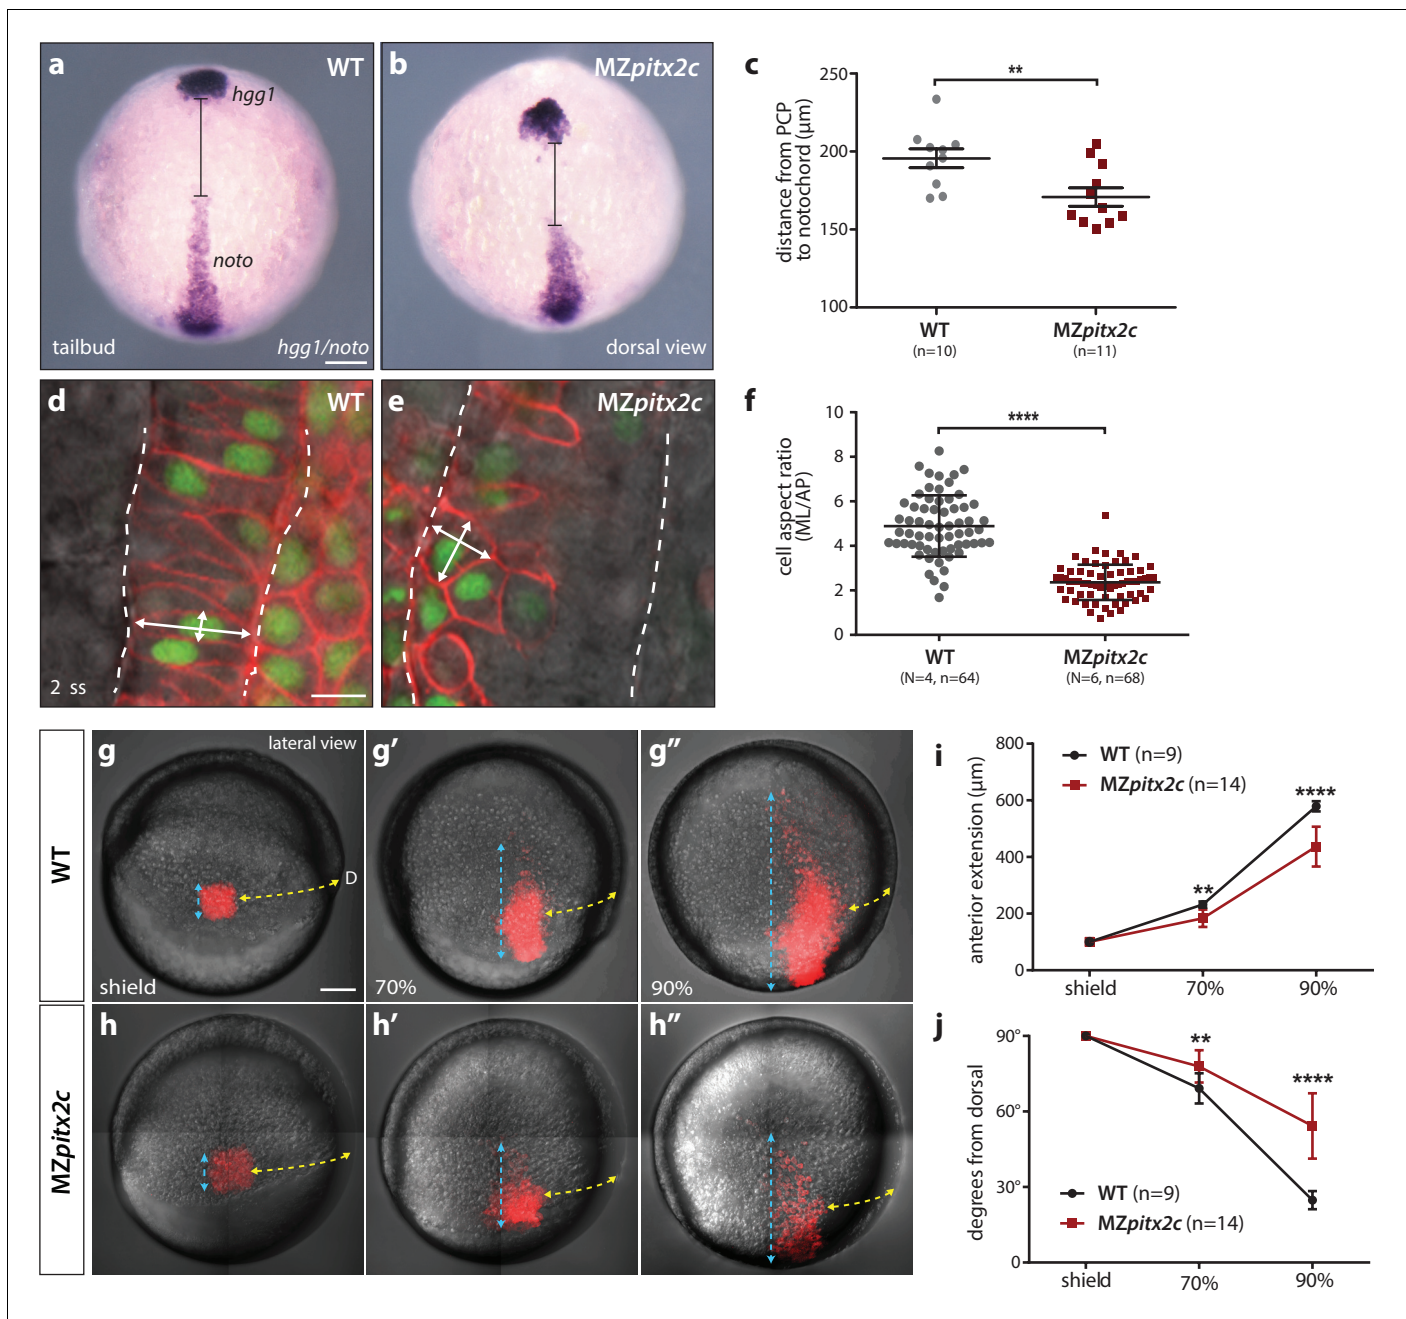 a WT
hgg1
noto
tailbud hgg1/noto
b MZpitx2c
dorsal view
c
**
distance from PCP
to notochord (μm)
250
200
150
100
WT MZpitx2c
(n=10) (n=11)
d WT
2 ss
e MZpitx2c
f
****
cell aspect ratio
(ML/AP)
10
8
6
4
2
0
WT MZpitx2c
(N=4, n=64) (N=6, n=68)
WT
g lateral view
D
shield
g′
70%
g″
90%
MZpitx2c
h
h′
h″
i
WT (n=9)
MZpitx2c (n=14)
anterior extension (μm)
800
600
400
200
0
**
****
shield 70% 90%
j
degrees from dorsal
90°
60°
30°
0
**
****
WT (n=9)
MZpitx2c (n=14)
shield 70% 90%